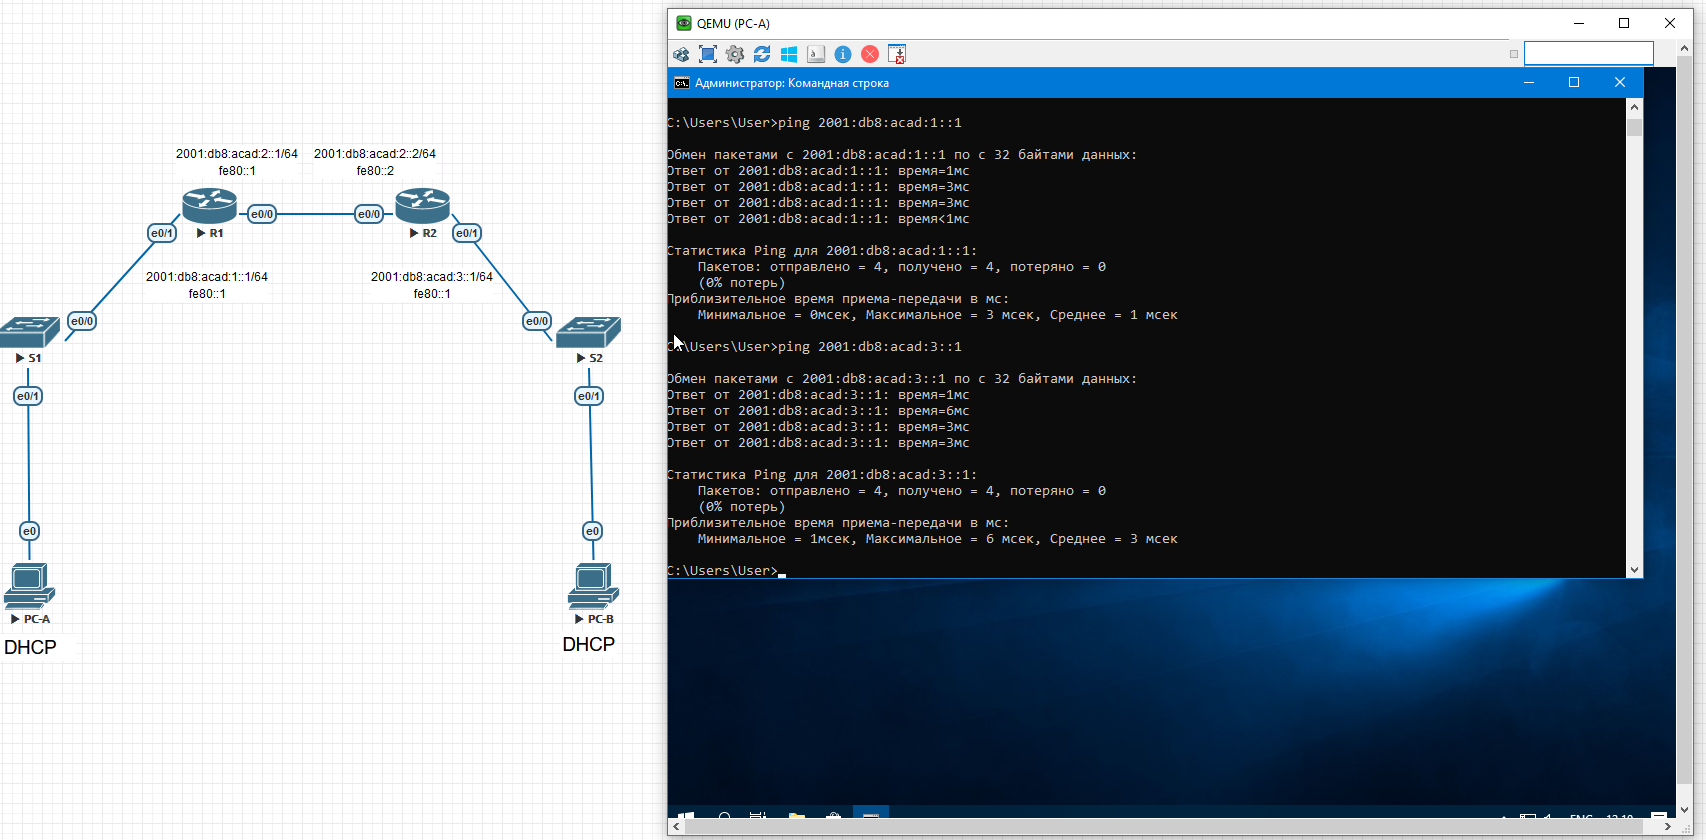 QEMU (PC-A)
Администратор: Командная строка
C:\Users\User>ping 2001:db8:acad:1::1
Обмен пакетами с 2001:db8:acad:1::1 по с 32 байтами данных:
Ответ от 2001:db8:acad:1::1: время=1мс
Ответ от 2001:db8:acad:1::1: время=3мс
Ответ от 2001:db8:acad:1::1: время=3мс
Ответ от 2001:db8:acad:1::1: время<1мс
Статистика Ping для 2001:db8:acad:1::1:
Пакетов: отправлено = 4, получено = 4, потеряно = 0
(0% потерь)
Приблизительное время приема-передачи в мс:
Минимальное = 0мсек, Максимальное = 3 мсек, Среднее = 1 мсек
C:\Users\User>ping 2001:db8:acad:3::1
Обмен пакетами с 2001:db8:acad:3::1 по с 32 байтами данных:
Ответ от 2001:db8:acad:3::1: время=1мс
Ответ от 2001:db8:acad:3::1: время=6мс
Ответ от 2001:db8:acad:3::1: время=3мс
Ответ от 2001:db8:acad:3::1: время=3мс
Статистика Ping для 2001:db8:acad:3::1:
Пакетов: отправлено = 4, получено = 4, потеряно = 0
(0% потерь)
Приблизительное время приема-передачи в мс:
Минимальное = 1мсек, Максимальное = 6 мсек, Среднее = 3 мсек
C:\Users\User>
2001:db8:acad:2::1/64 2001:db8:acad:2::2/64
fe80::1 fe80::2
e0/0 e0/0
e0/1 R1 R2 e0/1
2001:db8:acad:1::1/64 2001:db8:acad:3::1/64
fe80::1 fe80::1
e0/0 e0/0
S1 S2
e0/1 e0/1
e0 e0
PC-A PC-B
DHCP DHCP